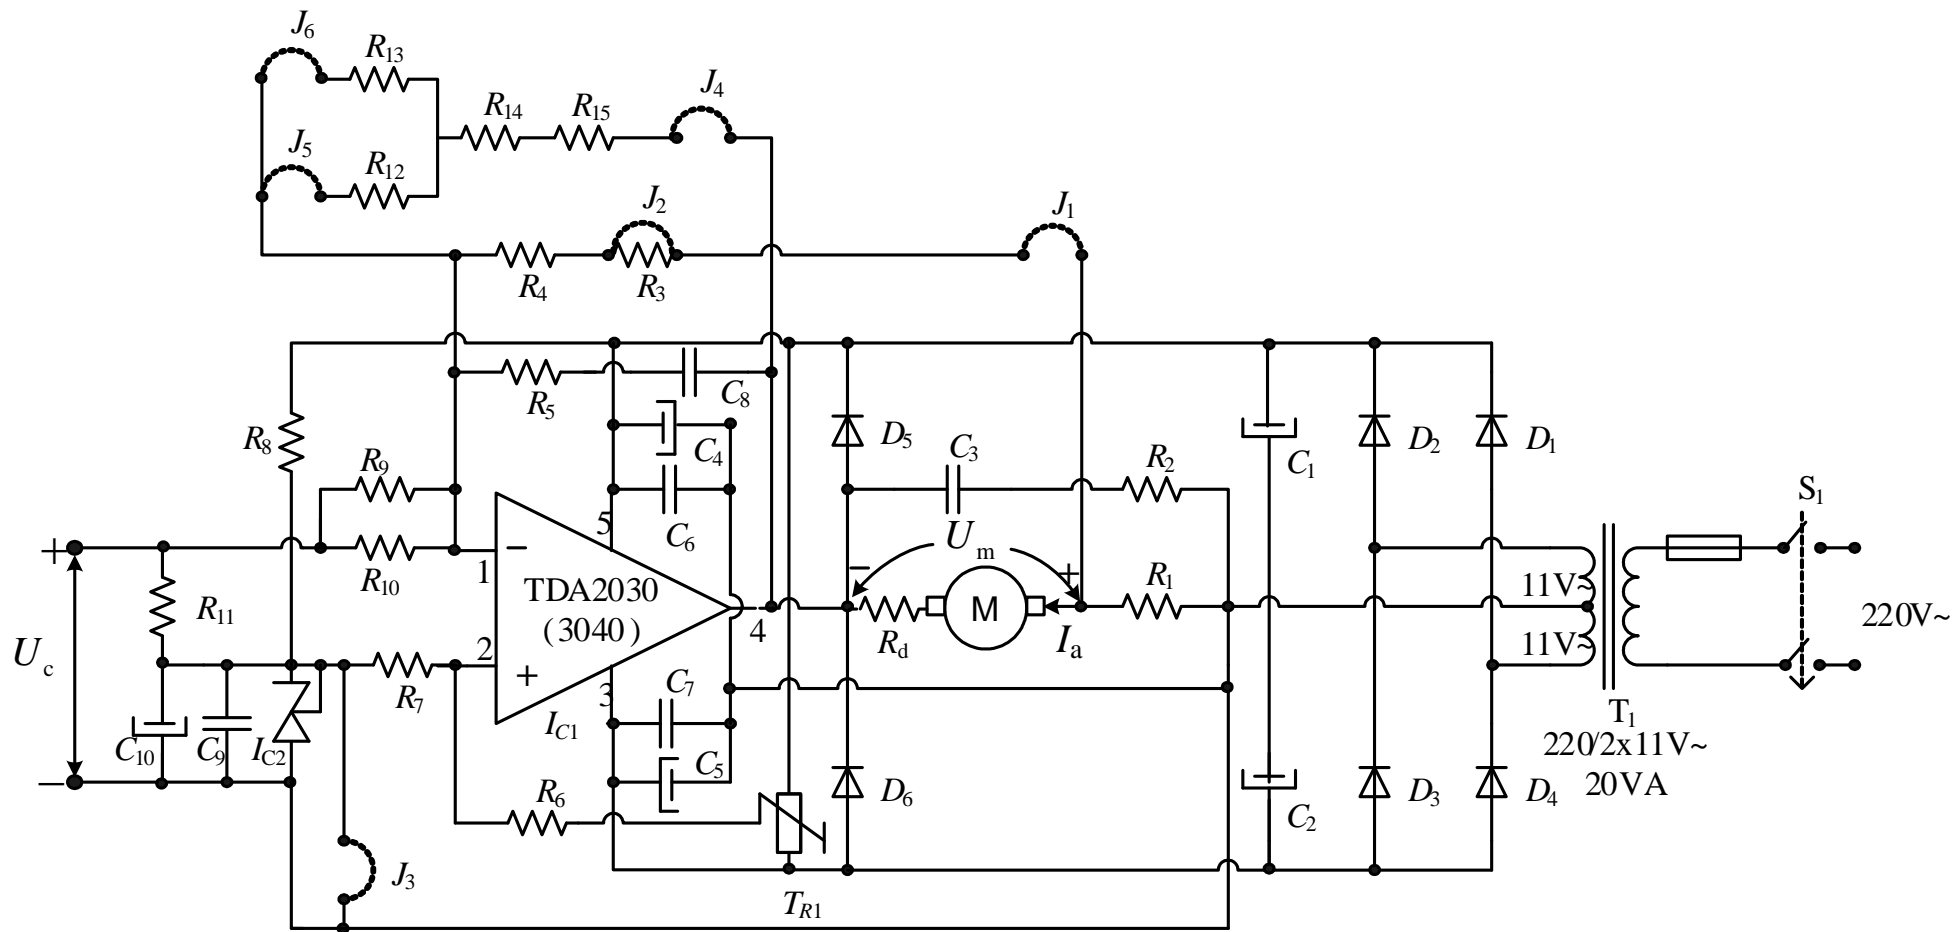 J6
R13
J4
R14 R15
J5
R12
J2
J1
R4 R3
R5 C8
R8
R9
C4
D5
C3
R2
C1
D2
D1
S1
+
R10
1
−
5
C6
Um
−
+
R1
TDA2030
(3040)
M
11V~
220V~
R11
4
Rd
Ia
11V~
Uc
2
R7
+
3
C7
IC1
T1
220/2x11V~
20VA
C10
C9
IC2
C5
−
R6
D6
C2
D3
D4
J3
TR1